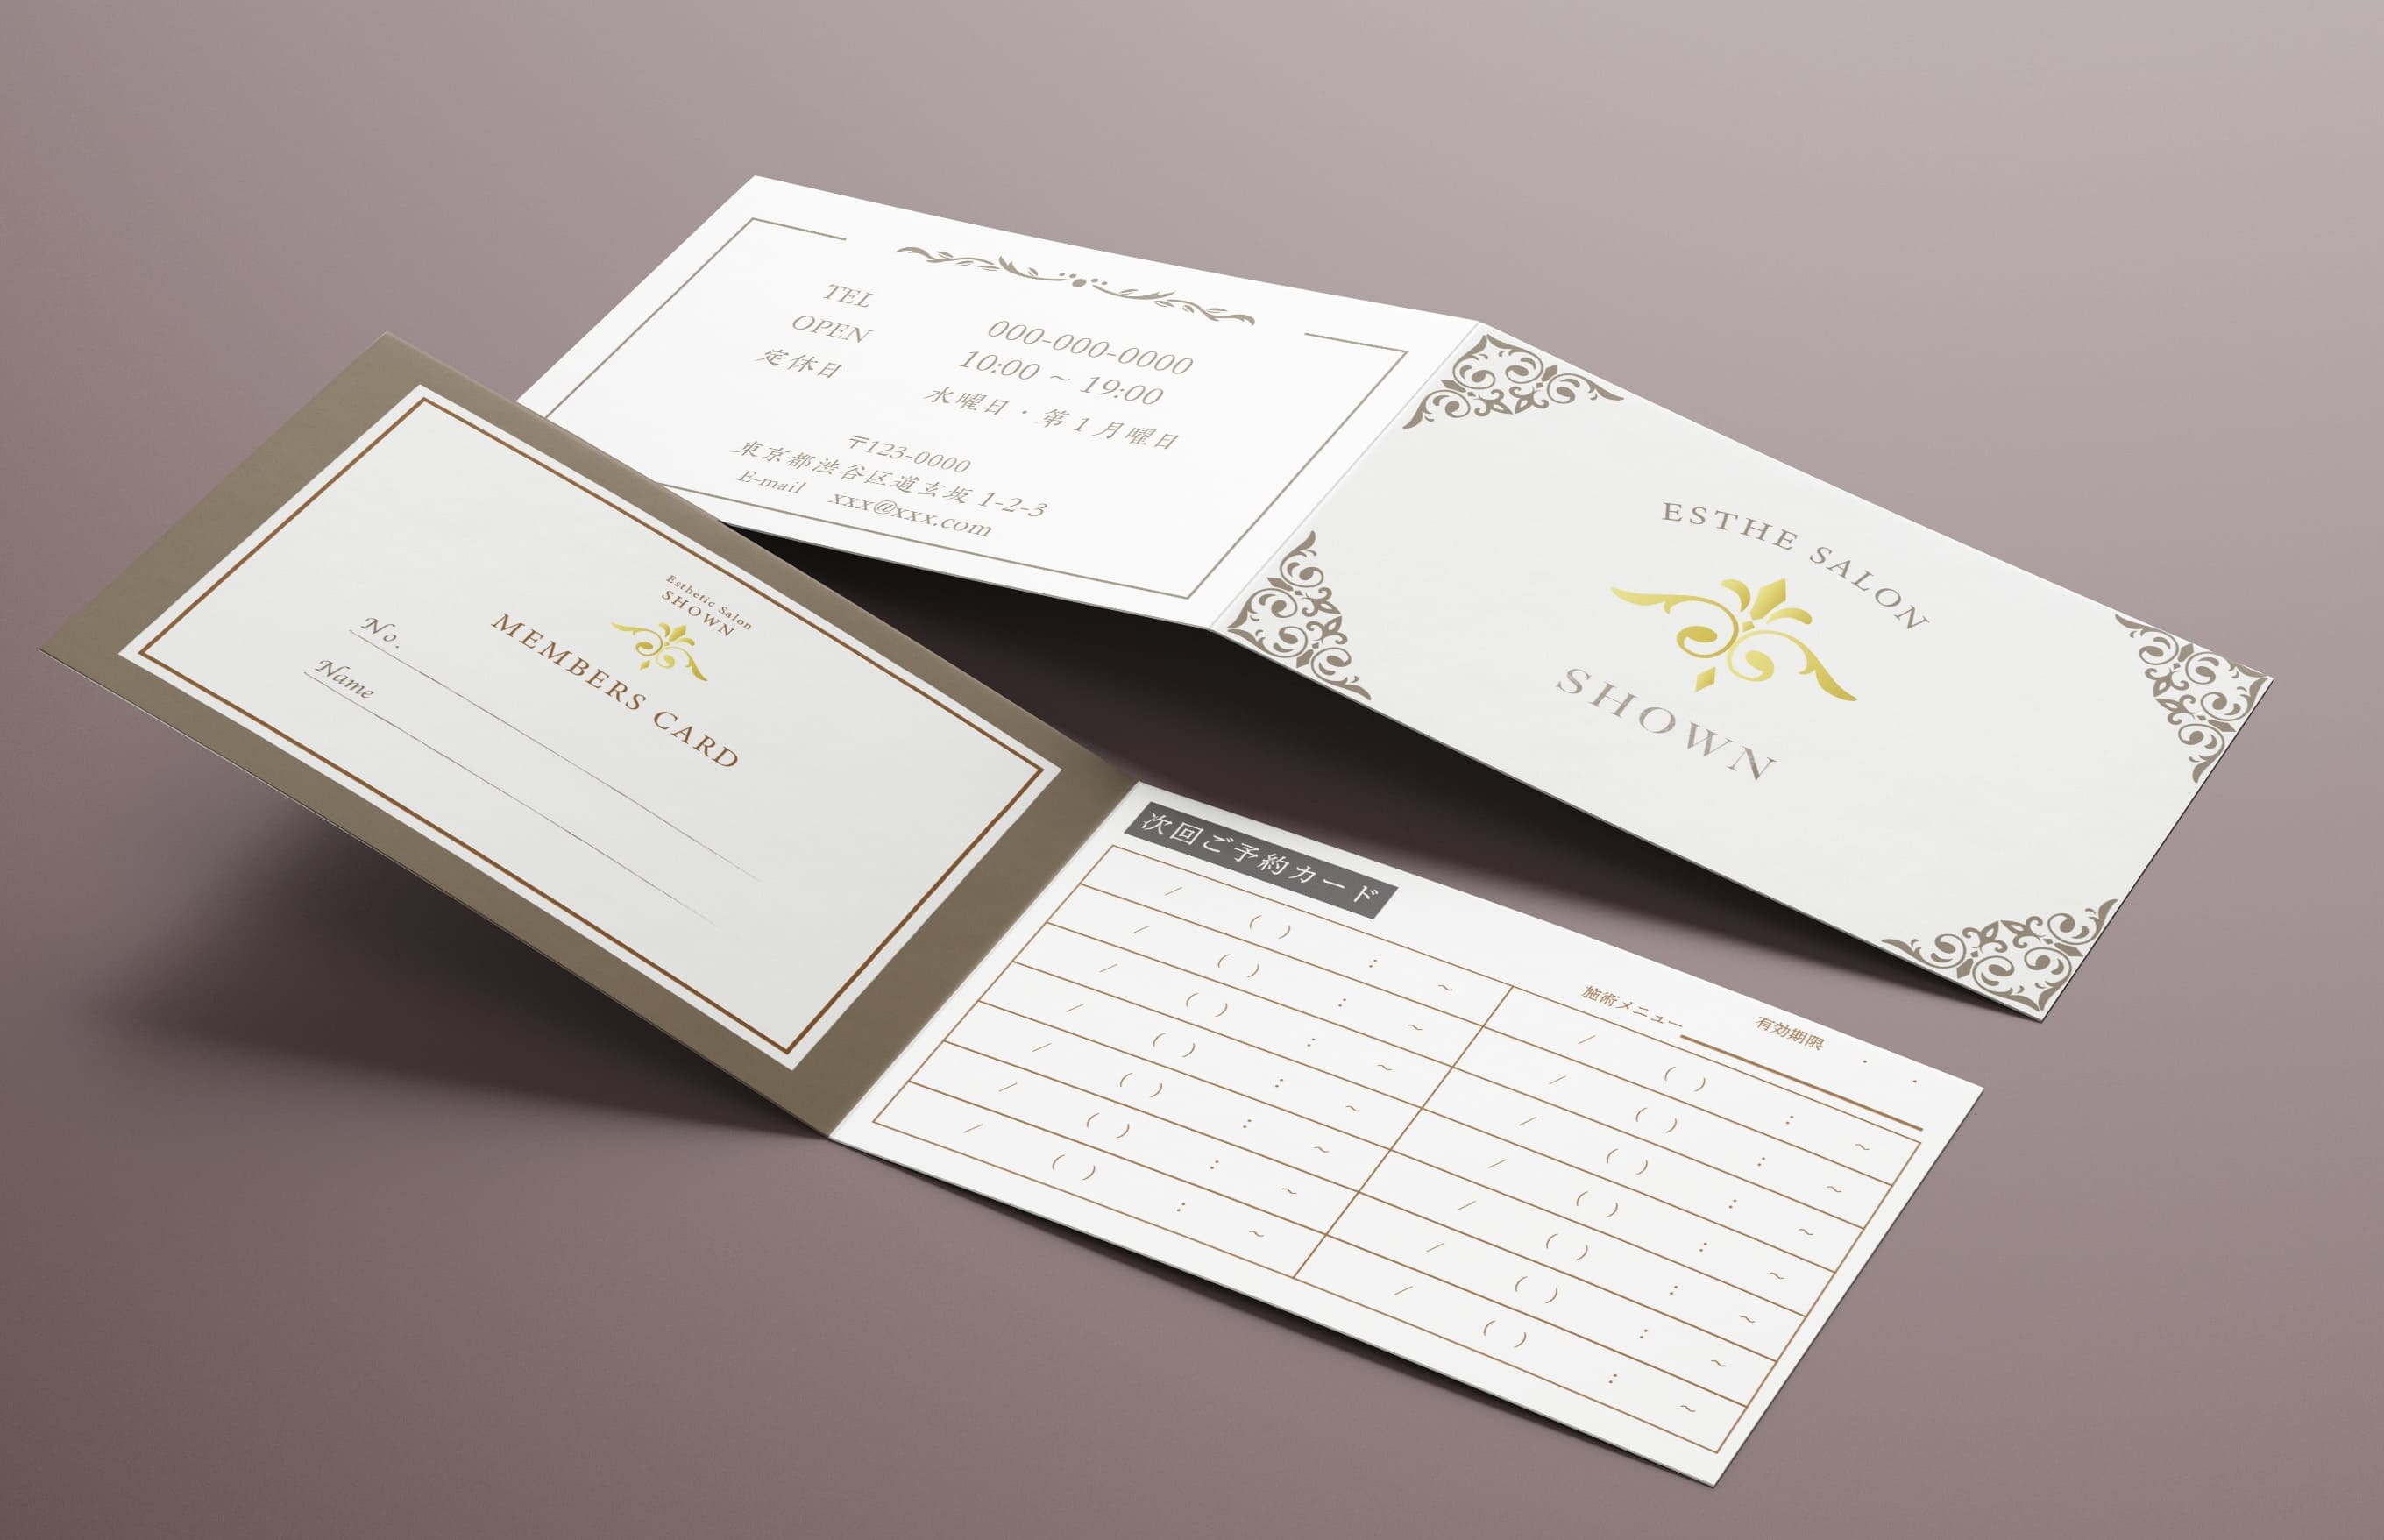 TEL 000-000-0000
OPEN 10:00 ~ 19:00
定休日 水曜日・第1月曜日
〒123-0000
東京都渋谷区道玄坂 1-2-3
E-mail xxx@xxx.com
ESTHE SALON
SHOWN
Esthetic Salon
SHOWN
MEMBERS CARD
No.
Name
次回ご予約カード
施術メニュー 有効期限 . .
/ ( ) : ~ / ( ) : ~
/ ( ) : ~ / ( ) : ~
/ ( ) : ~ / ( ) : ~
/ ( ) : ~ / ( ) : ~
/ ( ) : ~ / ( ) : ~
/ ( ) : ~ / ( ) : ~
/ ( ) : ~ / ( ) : ~